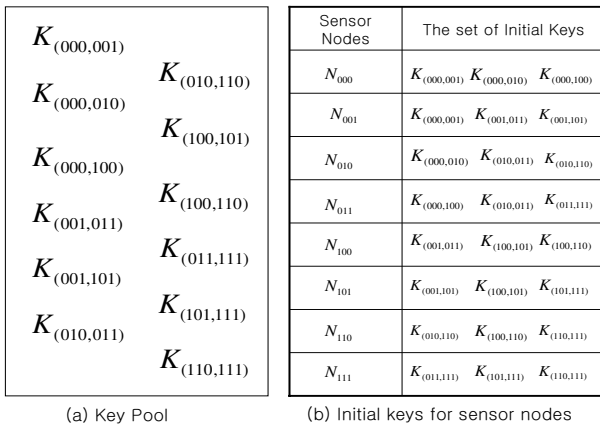 K(000,001)
K(000,010)
K(000,100)
K(001,011)
K(001,101)
K(010,011)
K(010,110)
K(100,101)
K(100,110)
K(011,111)
K(101,111)
K(110,111)
(a) Key Pool
Sensor Nodes The set of Initial Keys
N000 K(000,001) K(000,010) K(000,100)
N001 K(000,001) K(001,011) K(001,101)
N010 K(000,010) K(010,011) K(010,110)
N011 K(000,100) K(010,011) K(011,111)
N100 K(001,011) K(100,101) K(100,110)
N101 K(001,101) K(100,101) K(101,111)
N110 K(010,110) K(100,110) K(110,111)
N111 K(011,111) K(101,111) K(110,111)
(b) Initial keys for sensor nodes